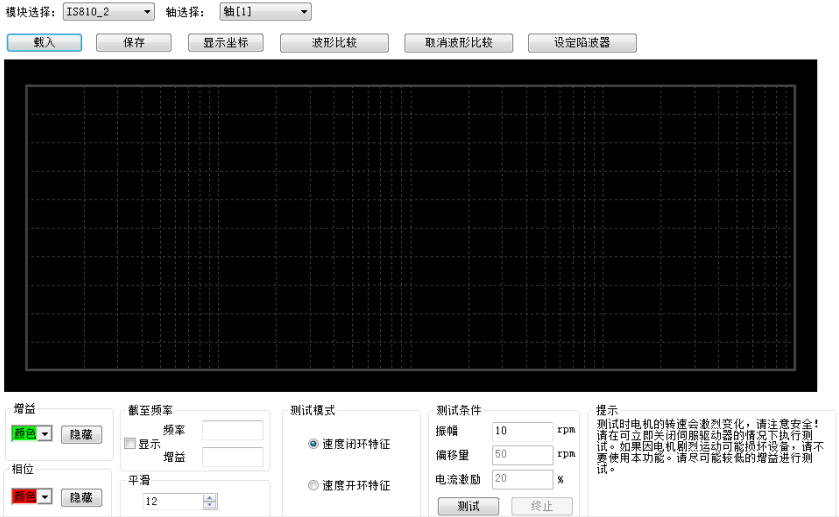 模块选择: IS810_2 轴选择: 轴[1]
载入 保存 显示坐标 波形比较 取消波形比较 设定陷波器
增益
颜色 隐藏
相位
颜色 隐藏
截至频率
显示
频率
增益
平滑
12
测试模式
速度闭环特征
速度开环特征
测试条件
振幅 10 rpm
偏移量 50 rpm
电流激励 20 %
测试 终止
提示
测试时电机的转速会激烈变化，请注意安全!
请在可立即关闭伺服驱动器的情况下执行测
试。如果因电机剧烈运动可能损坏设备，请不
要使用本功能。请尽可能较低的增益进行测
试。